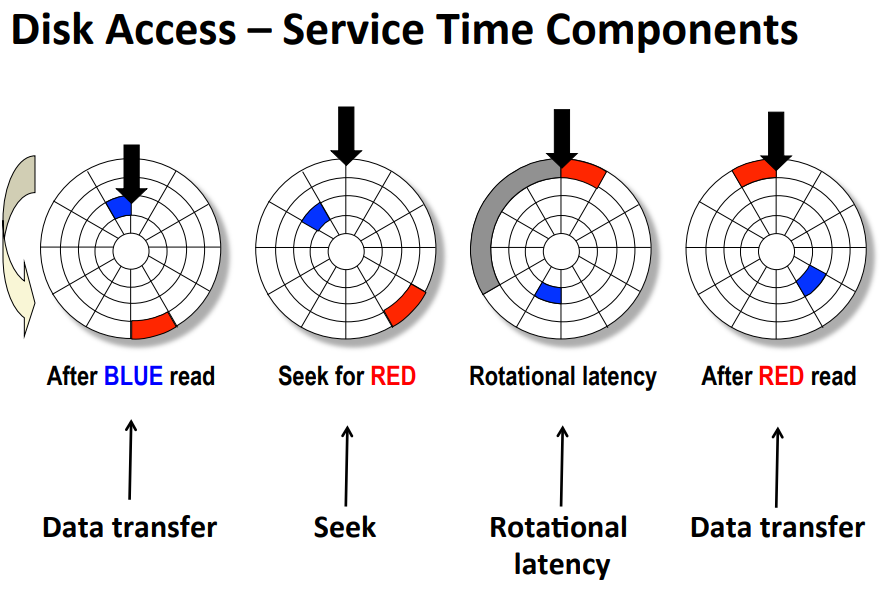 Disk Access – Service Time Components
After BLUE read
Seek for RED
Rotational latency
After RED read
Data transfer
Seek
Rotational
latency
Data transfer